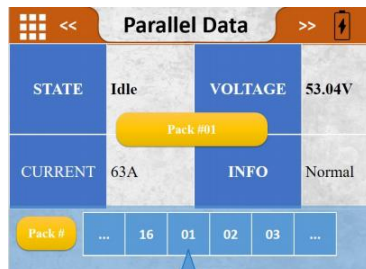 << Parallel Data >>
STATE Idle VOLTAGE 53.04V
Pack #01
CURRENT 63A INFO Normal
Pack # ... 16 01 02 03 ...